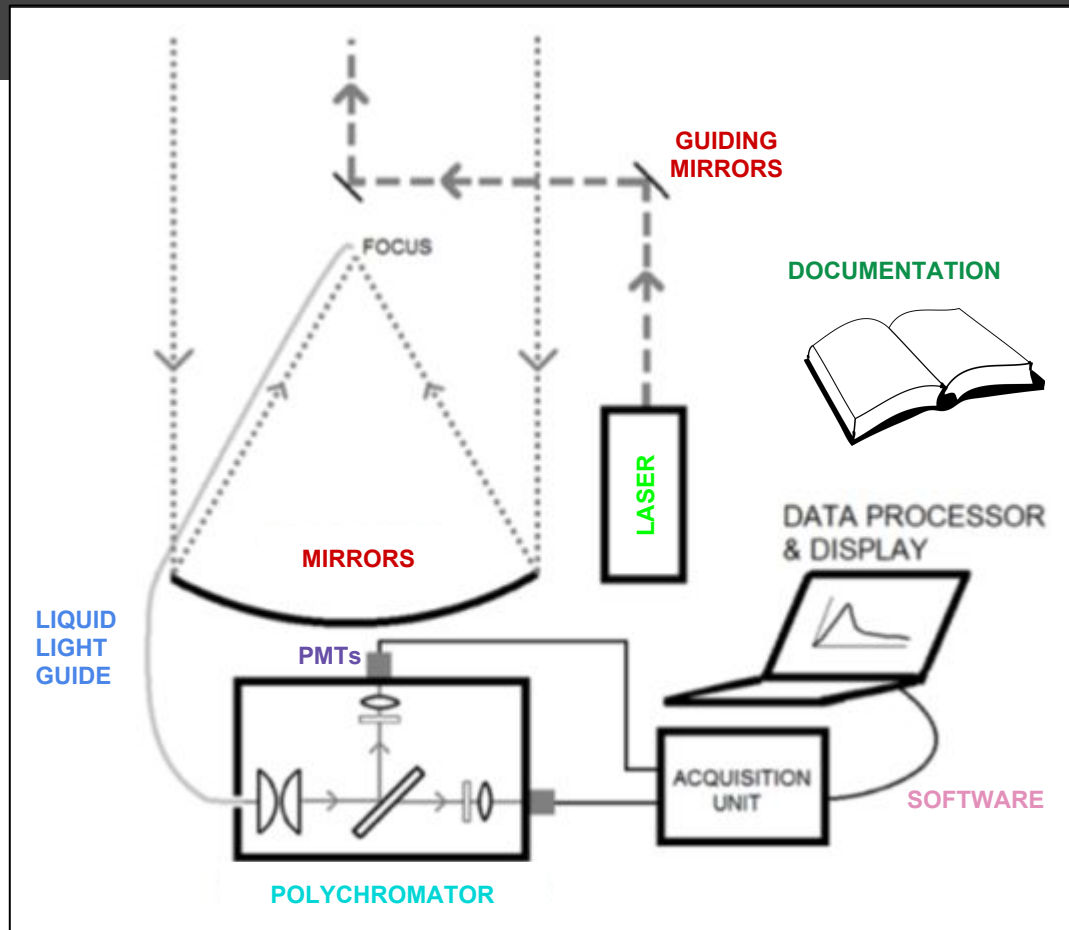 GUIDING
MIRRORS
FOCUS
DOCUMENTATION
LASER
DATA PROCESSOR
& DISPLAY
MIRRORS
LIQUID
LIGHT
GUIDE
PMTs
ACQUISITION
UNIT
SOFTWARE
POLYCHROMATOR